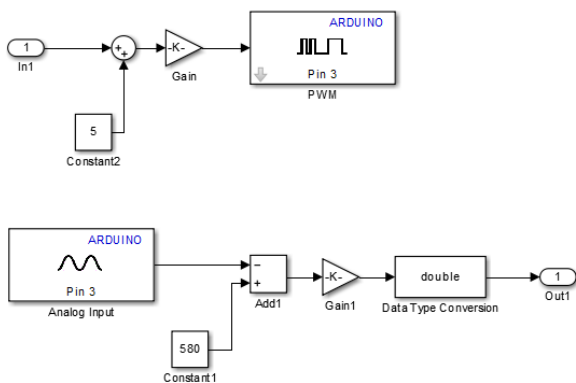 1
In1
+
+
-K-
Gain
ARDUINO
Pin 3
PWM
5
Constant2
ARDUINO
Pin 3
Analog Input
−
+
Add1
-K-
Gain1
double
Data Type Conversion
1
Out1
580
Constant1